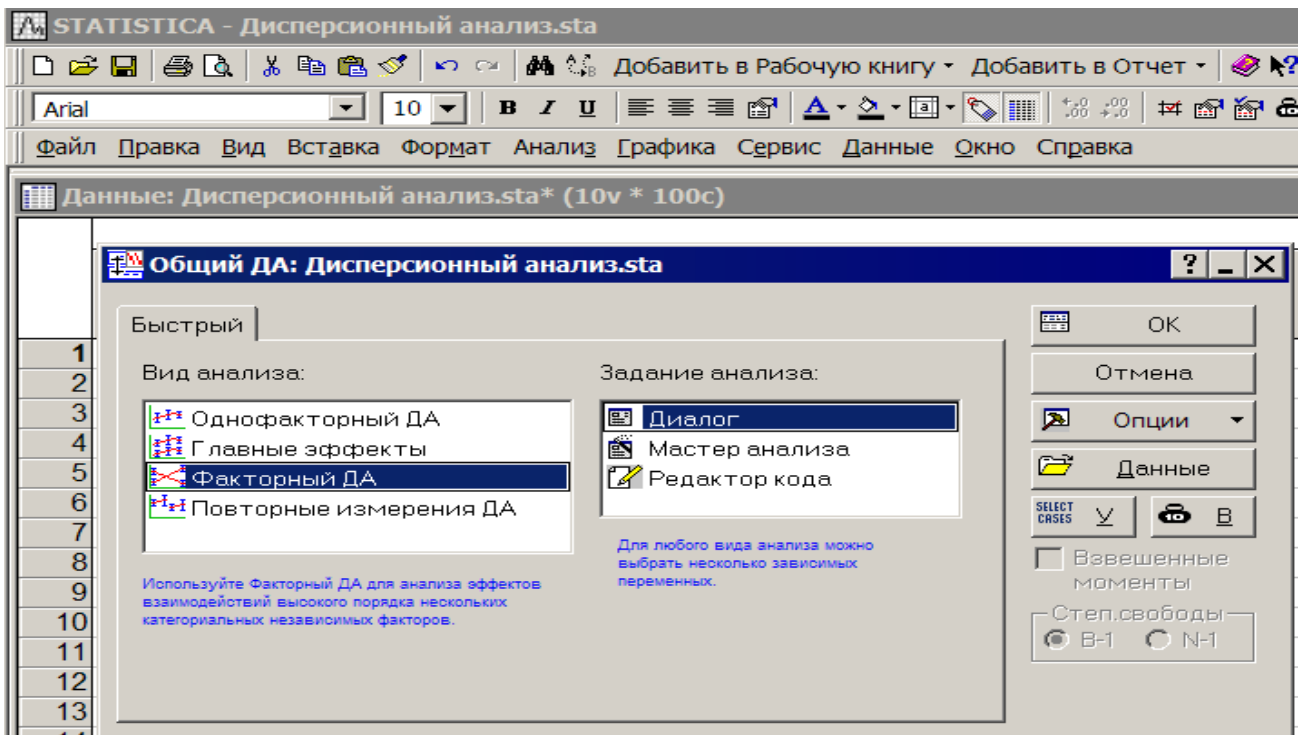 STATISTICA - Дисперсионный анализ.sta
Добавить в Рабочую книгу Добавить в Отчет
Arial 10 B I U
Файл Правка Вид Вставка Формат Анализ Графика Сервис Данные Окно Справка
Данные: Дисперсионный анализ.sta* (10v * 100c)
Общий ДА: Дисперсионный анализ.sta
Быстрый
ОК
Вид анализа:
Задание анализа:
Отмена
Однофакторный ДА
Главные эффекты
Факторный ДА
Повторные измерения ДА
Диалог
Мастер анализа
Редактор кода
Опции
Данные
SELECT CASES У
В
Используйте Факторный ДА для анализа эффектов
взаимодействий высокого порядка нескольких
категориальных независимых факторов.
Для любого вида анализа можно
выбрать несколько зависимых
переменных.
Взвешенные
моменты
Степ.свободы
В-1 N-1
1
2
3
4
5
6
7
8
9
10
11
12
13